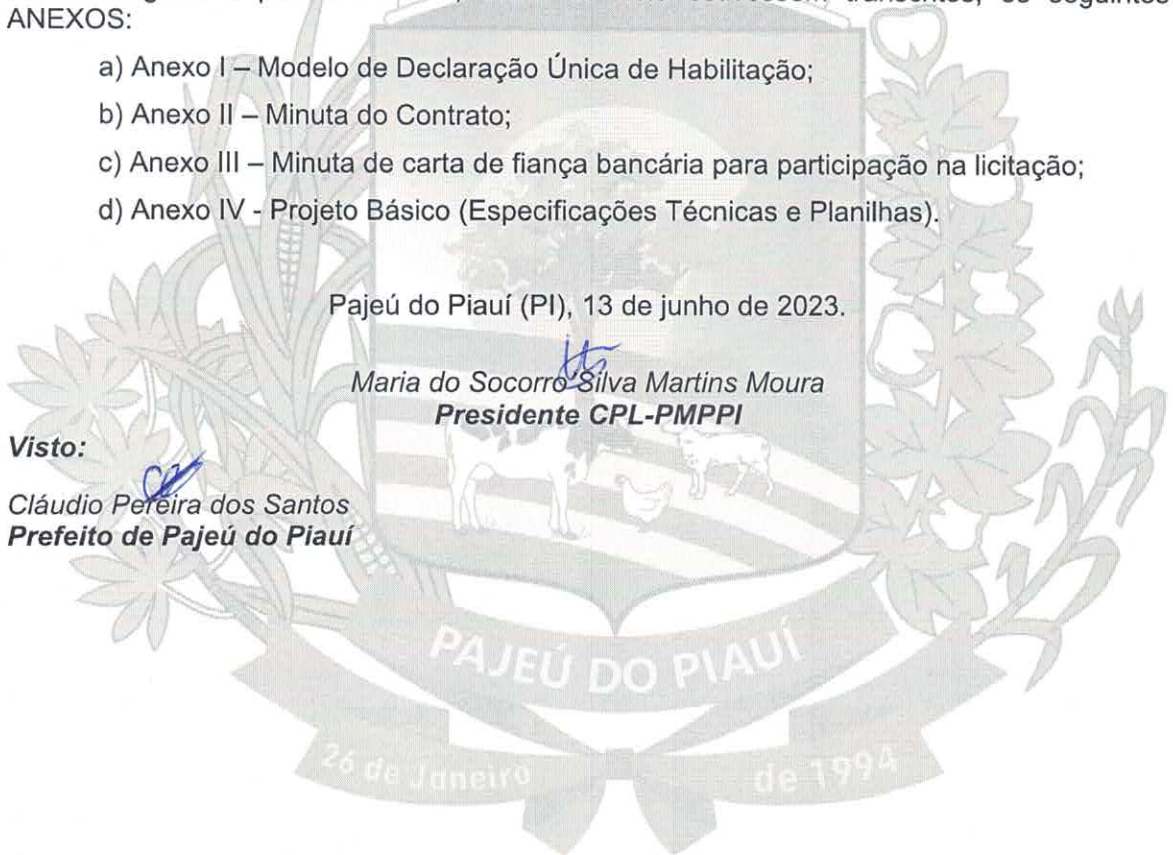 transcritos, os seguintes
ANEXOS:
a) Anexo I – Modelo de Declaração Única de Habilitação;
b) Anexo II – Minuta do Contrato;
c) Anexo III – Minuta de carta de fiança bancária para participação na licitação;
d) Anexo IV - Projeto Básico (Especificações Técnicas e Planilhas).
Pajeú do Piauí (PI), 13 de junho de 2023.
Maria do Socorro Silva Martins Moura
Presidente CPL-PMPPI
Visto:
Cláudio Pereira dos Santos
Prefeito de Pajeú do Piauí
PAJEÚ DO PIAUÍ
26 de Janeiro de 1994